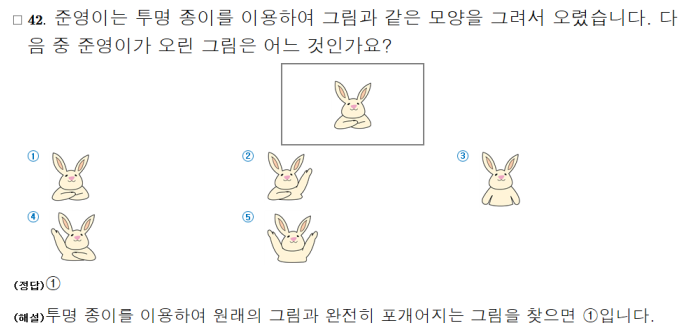 □ 42. 준영이는 투명 종이를 이용하여 그림과 같은 모양을 그려서 오렸습니다. 다
음 중 준영이가 오린 그림은 어느 것인가요?
① ② ③
④ ⑤
(정답)①
(해설)투명 종이를 이용하여 원래의 그림과 완전히 포개어지는 그림을 찾으면 ①입니다.